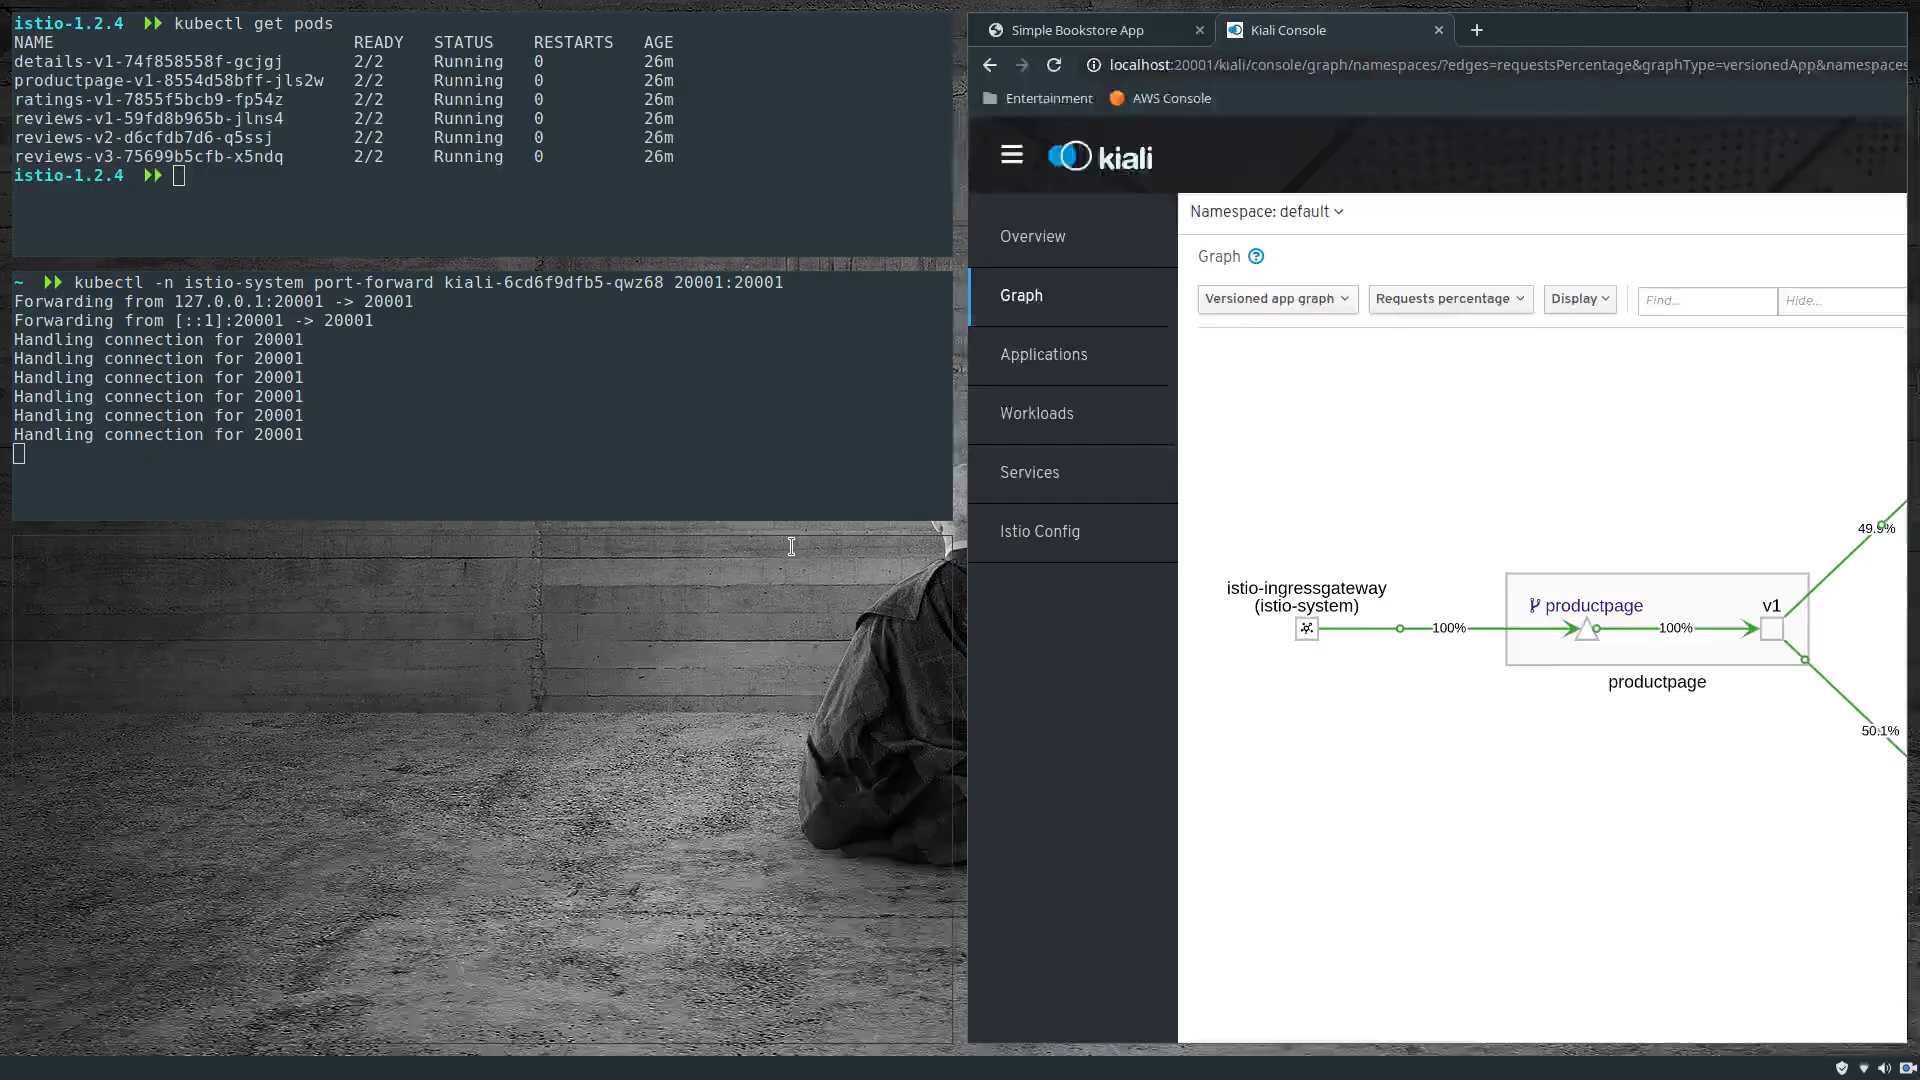 istio-1.2.4 kubectl get pods
NAME READY STATUS RESTARTS AGE
details-v1-74f858558f-gcjgj 2/2 Running 0 26m
productpage-v1-8554d58bff-jls2w 2/2 Running 0 26m
ratings-v1-7855f5bcb9-fp54z 2/2 Running 0 26m
reviews-v1-59fd8b965b-jlns4 2/2 Running 0 26m
reviews-v2-d6cfdb7d6-q5ssj 2/2 Running 0 26m
reviews-v3-75699b5cfb-x5ndq 2/2 Running 0 26m
istio-1.2.4
~ kubectl -n istio-system port-forward kiali-6cd6f9dfb5-qwz68 20001:20001
Forwarding from 127.0.0.1:20001 -> 20001
Forwarding from [::1]:20001 -> 20001
Handling connection for 20001
Handling connection for 20001
Handling connection for 20001
Handling connection for 20001
Handling connection for 20001
Handling connection for 20001
Simple Bookstore App
Kiali Console
localhost:20001/kiali/console/graph/namespaces/?edges=requestsPercentage&graphType=versionedApp&namespaces
Entertainment
AWS Console
kiali
Overview
Graph
Applications
Workloads
Services
Istio Config
Namespace: default
Graph
Versioned app graph
Requests percentage
Display
Find...
Hide...
istio-ingressgateway
(istio-system)
100%
productpage
100%
v1
productpage
49.9%
50.1%